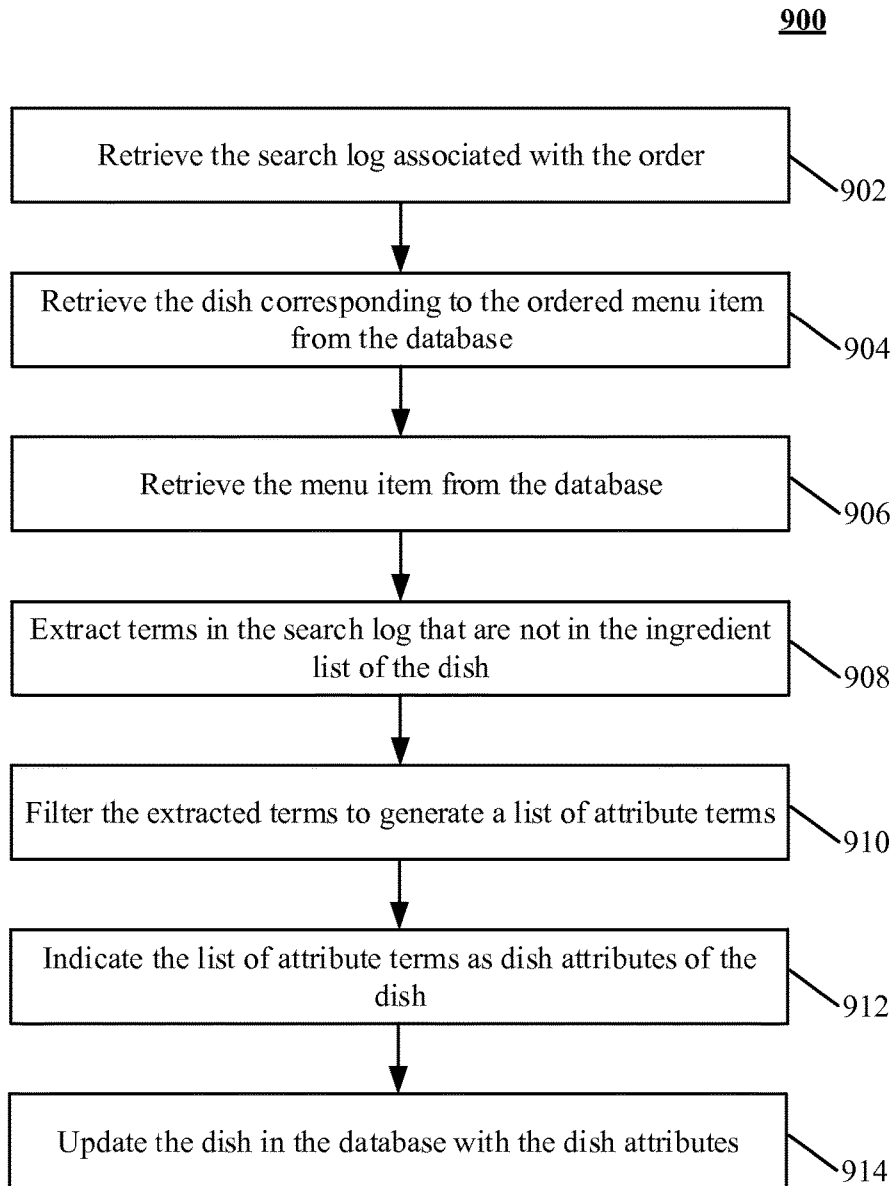 900
Retrieve the search log associated with the order
902
Retrieve the dish corresponding to the ordered menu item
from the database
904
Retrieve the menu item from the database
906
Extract terms in the search log that are not in the ingredient
list of the dish
908
Filter the extracted terms to generate a list of attribute terms
910
Indicate the list of attribute terms as dish attributes of the
dish
912
Update the dish in the database with the dish attributes
914